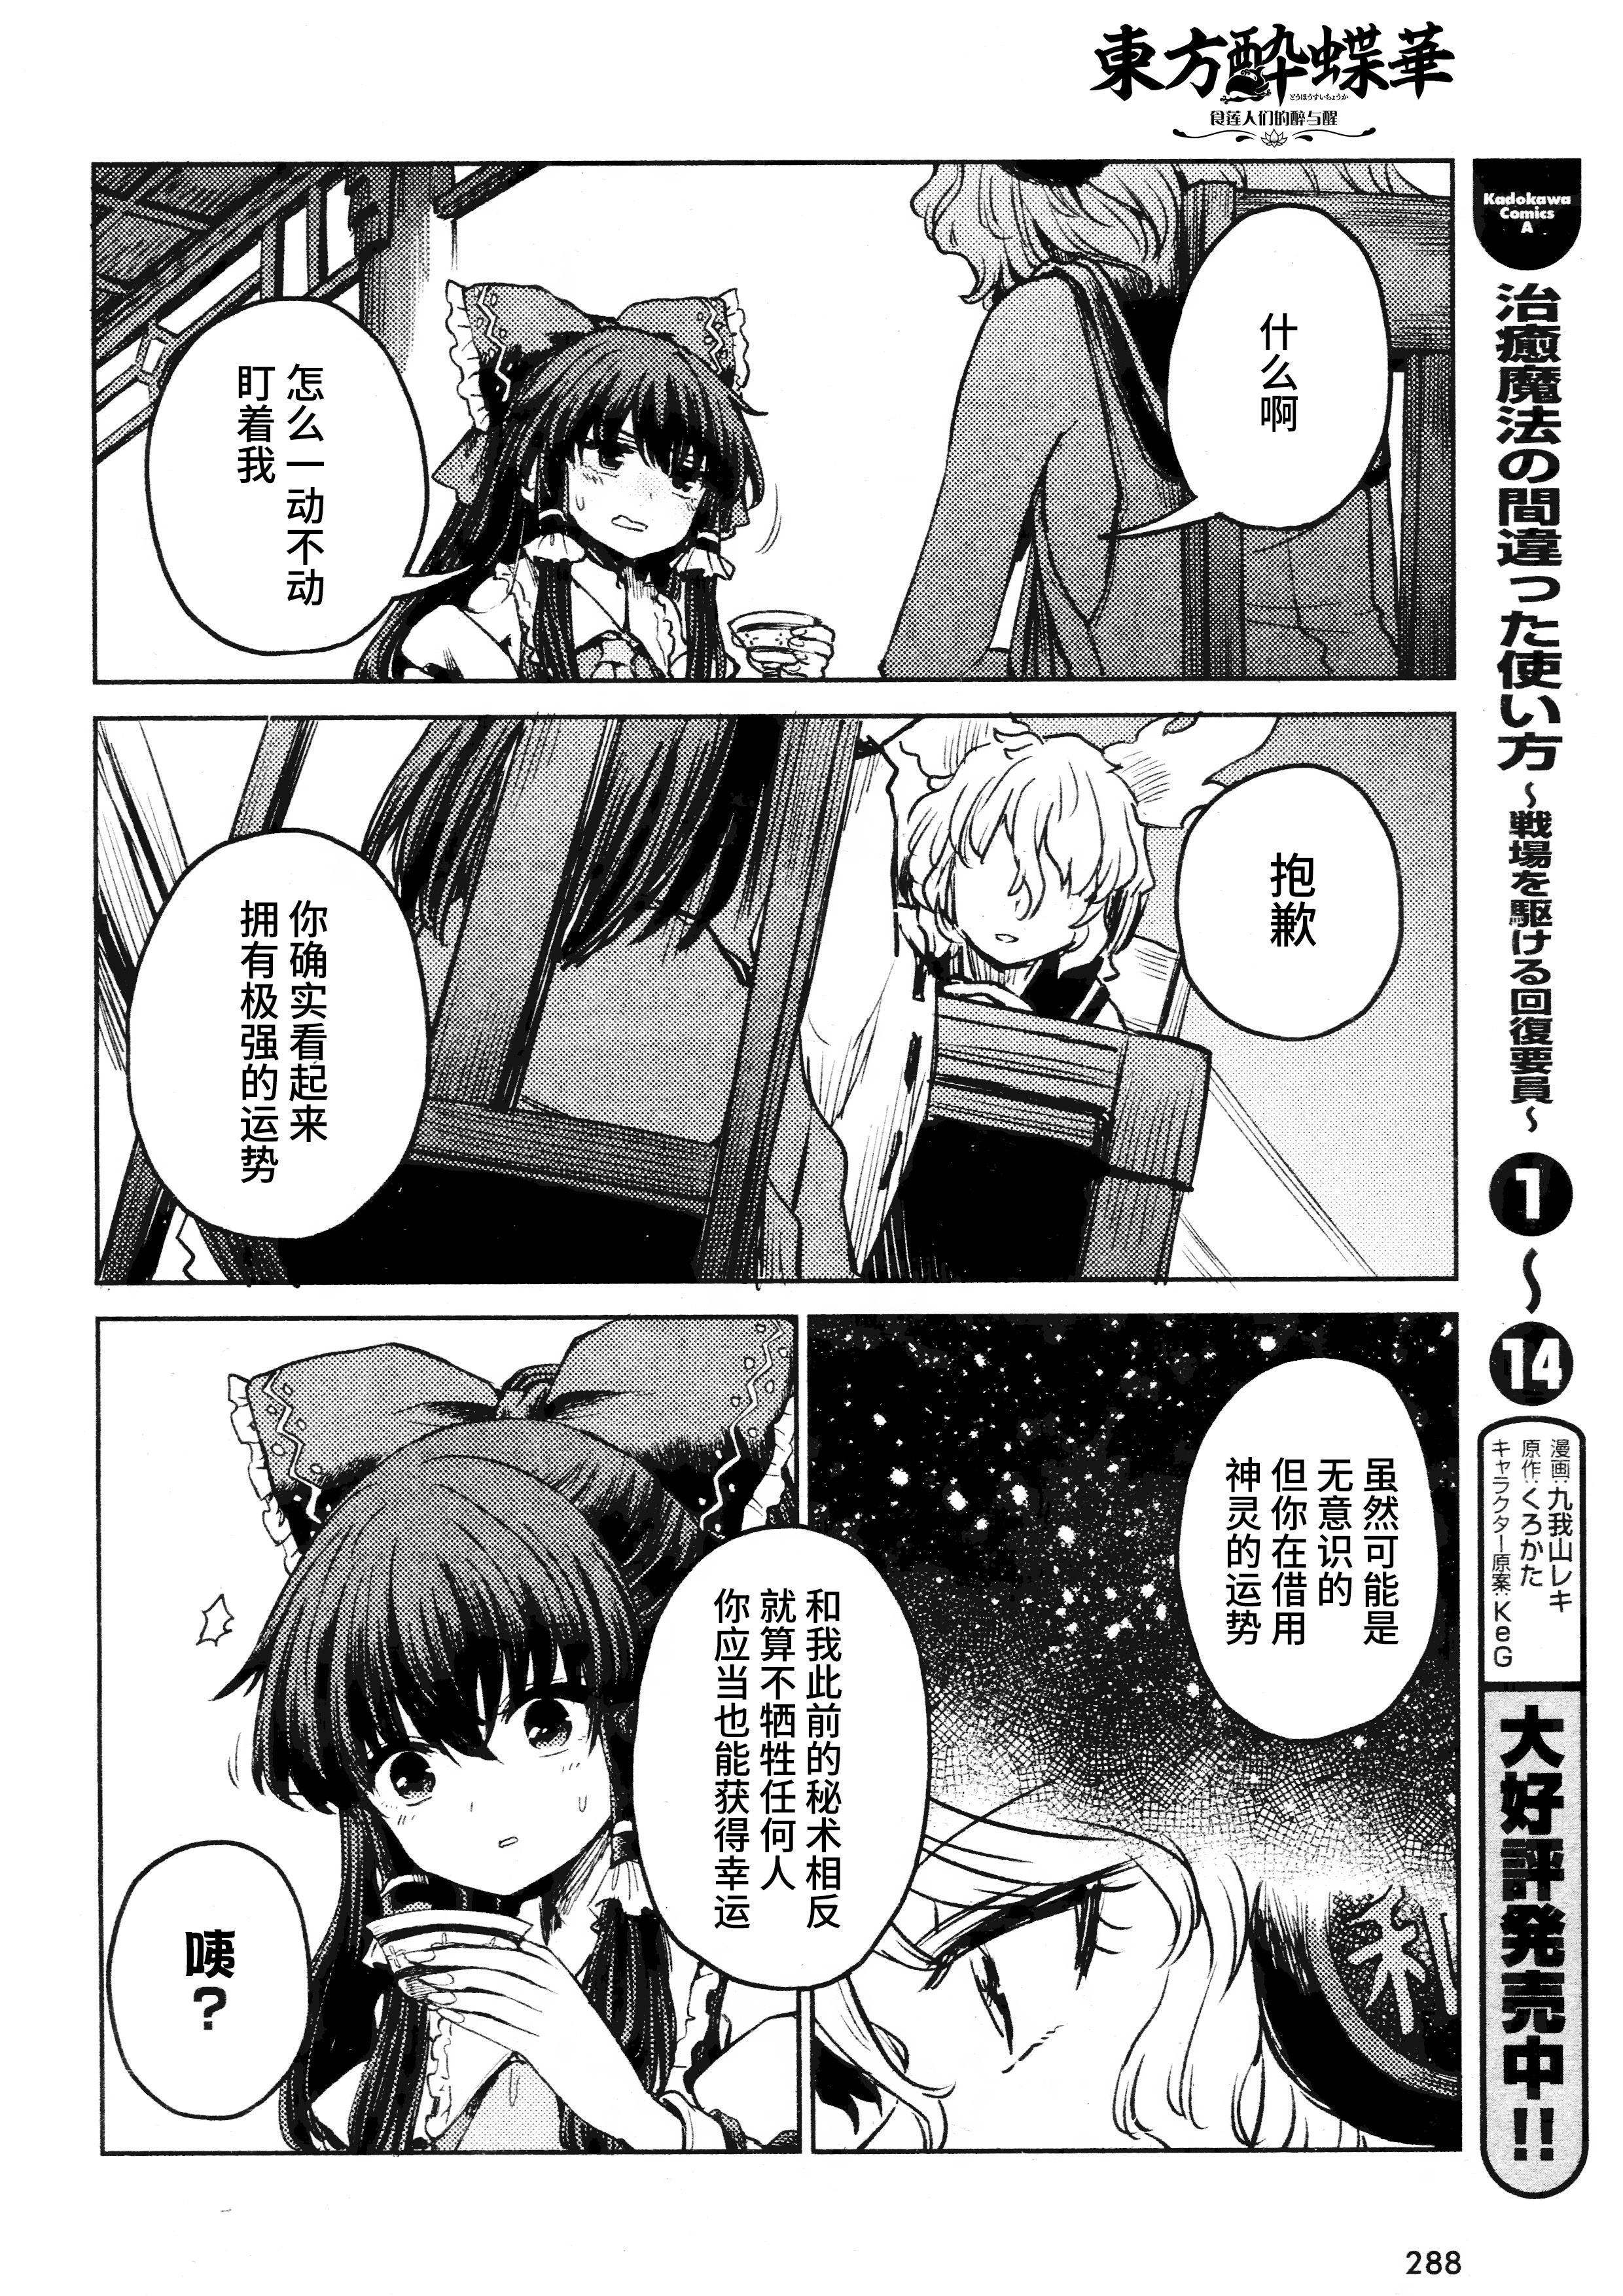 東方酔蝶華
とうほうすいちょうか
食莲人们的醉与醒
什么啊
怎么一动不动
盯着我
抱歉
你确实看起来
拥有极强的运势
虽然可能是
无意识的
但你在借用
神灵的运势
和我此前的秘术相反
就算不牺牲任何人
你应当也能获得幸运
咦？
Kadokawa
Comics
A
治癒魔法の間違った使い方
～戦場を駆ける回復要員～
1～14
漫画：九我山レキ
原作：くろかた
キャラクター原案：KeG
大好評発売中!!
288